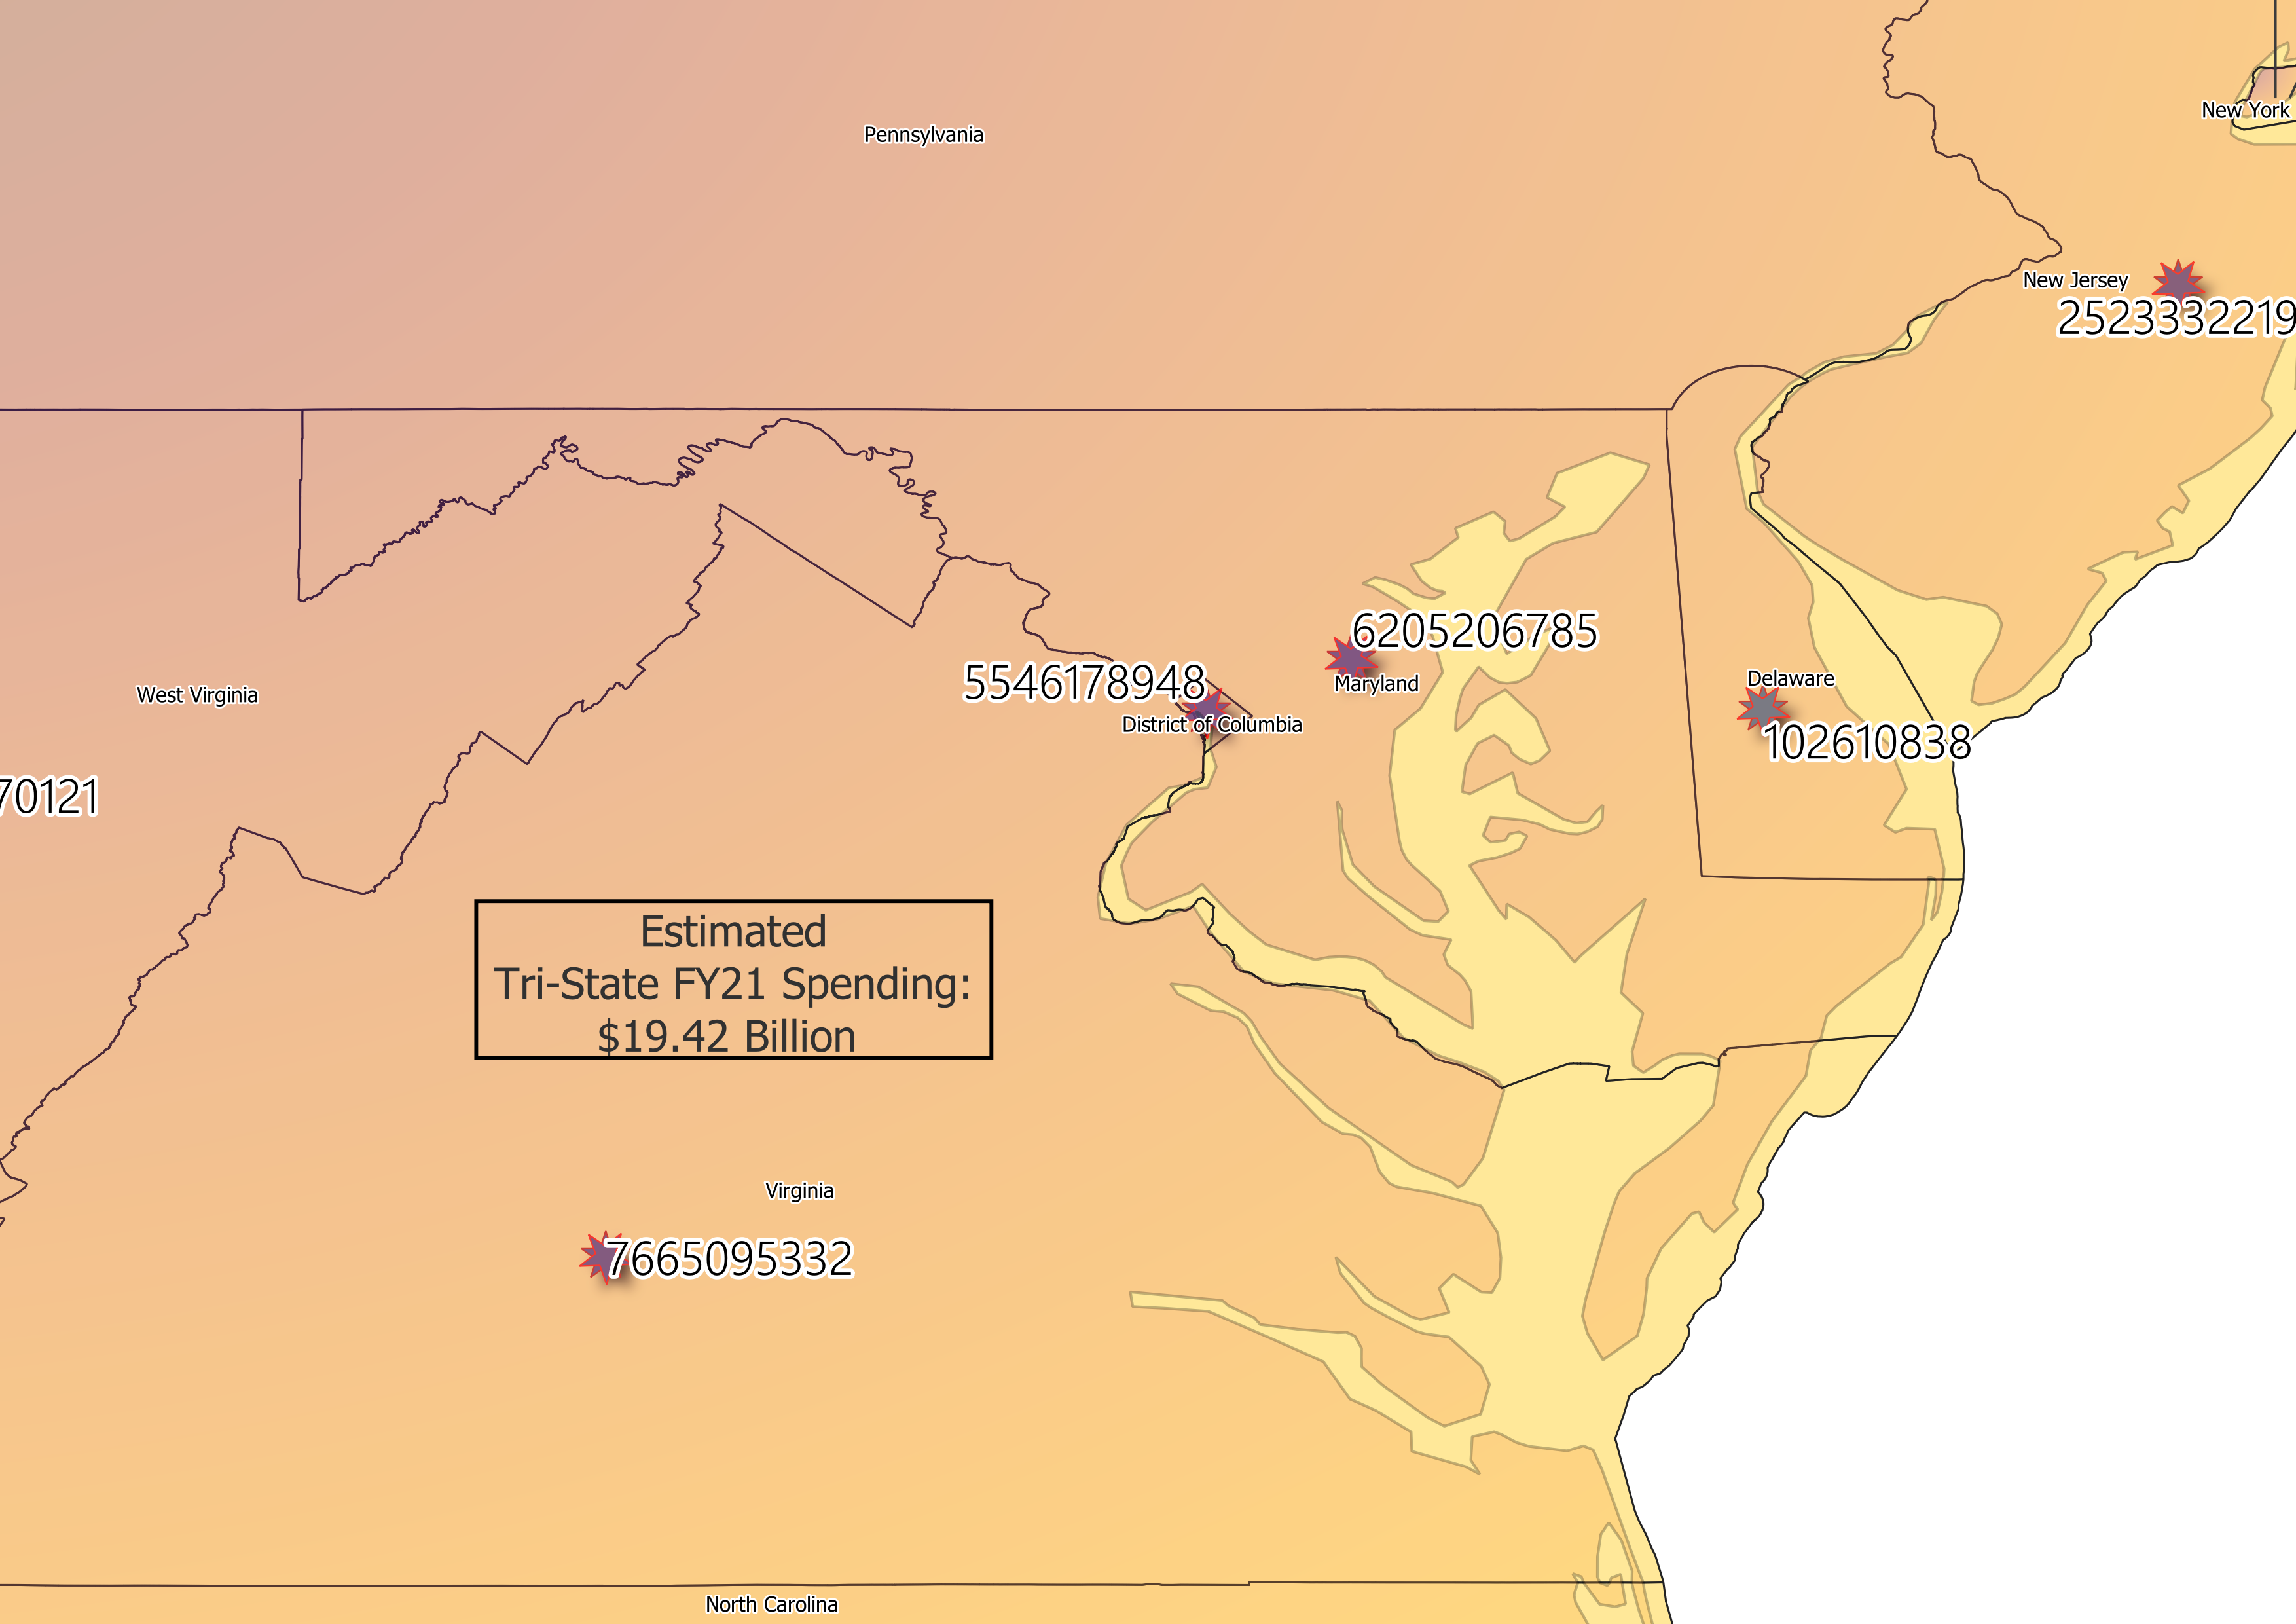 Pennsylvania
New York
New Jersey
2523332219
6205206785
Maryland
5546178948
District of Columbia
Delaware
102610838
West Virginia
70121
Estimated
Tri-State FY21 Spending:
$19.42 Billion
Virginia
7665095332
North Carolina